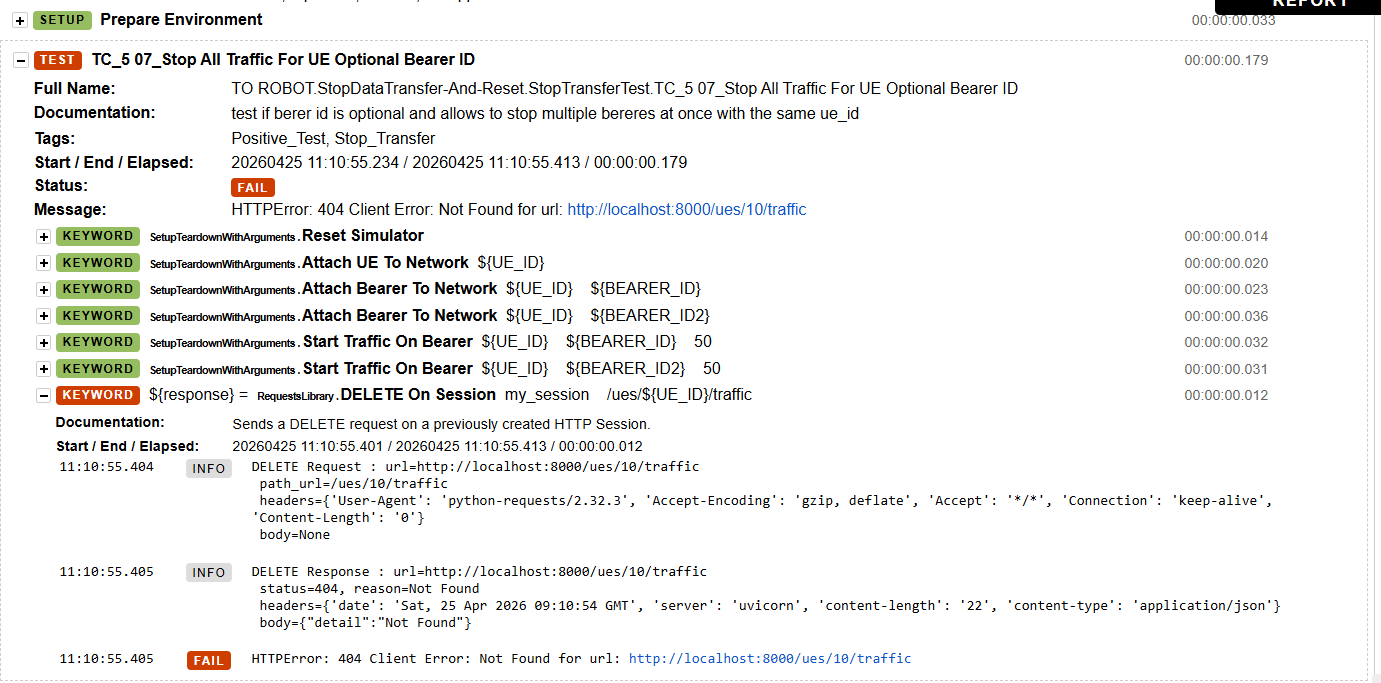 REPORT
+ SETUP Prepare Environment 00:00:00.033
− TEST TC_5 07_Stop All Traffic For UE Optional Bearer ID 00:00:00.179
Full Name: TO ROBOT.StopDataTransfer-And-Reset.StopTransferTest.TC_5 07_Stop All Traffic For UE Optional Bearer ID
Documentation: test if berer id is optional and allows to stop multiple bereres at once with the same ue_id
Tags: Positive_Test, Stop_Transfer
Start / End / Elapsed: 20260425 11:10:55.234 / 20260425 11:10:55.413 / 00:00:00.179
Status: FAIL
Message: HTTPError: 404 Client Error: Not Found for url: http://localhost:8000/ues/10/traffic
+ KEYWORD SetupTeardownWithArguments.Reset Simulator 00:00:00.014
+ KEYWORD SetupTeardownWithArguments.Attach UE To Network ${UE_ID} 00:00:00.020
+ KEYWORD SetupTeardownWithArguments.Attach Bearer To Network ${UE_ID} ${BEARER_ID} 00:00:00.023
+ KEYWORD SetupTeardownWithArguments.Attach Bearer To Network ${UE_ID} ${BEARER_ID2} 00:00:00.036
+ KEYWORD SetupTeardownWithArguments.Start Traffic On Bearer ${UE_ID} ${BEARER_ID} 50 00:00:00.032
+ KEYWORD SetupTeardownWithArguments.Start Traffic On Bearer ${UE_ID} ${BEARER_ID2} 50 00:00:00.031
− KEYWORD ${response} = RequestsLibrary.DELETE On Session my_session /ues/${UE_ID}/traffic 00:00:00.012
Documentation: Sends a DELETE request on a previously created HTTP Session.
Start / End / Elapsed: 20260425 11:10:55.401 / 20260425 11:10:55.413 / 00:00:00.012
11:10:55.404 INFO DELETE Request : url=http://localhost:8000/ues/10/traffic
path_url=/ues/10/traffic
headers={'User-Agent': 'python-requests/2.32.3', 'Accept-Encoding': 'gzip, deflate', 'Accept': '*/*', 'Connection': 'keep-alive',
'Content-Length': '0'}
body=None
11:10:55.405 INFO DELETE Response : url=http://localhost:8000/ues/10/traffic
status=404, reason=Not Found
headers={'date': 'Sat, 25 Apr 2026 09:10:54 GMT', 'server': 'uvicorn', 'content-length': '22', 'content-type': 'application/json'}
body={"detail":"Not Found"}
11:10:55.405 FAIL HTTPError: 404 Client Error: Not Found for url: http://localhost:8000/ues/10/traffic